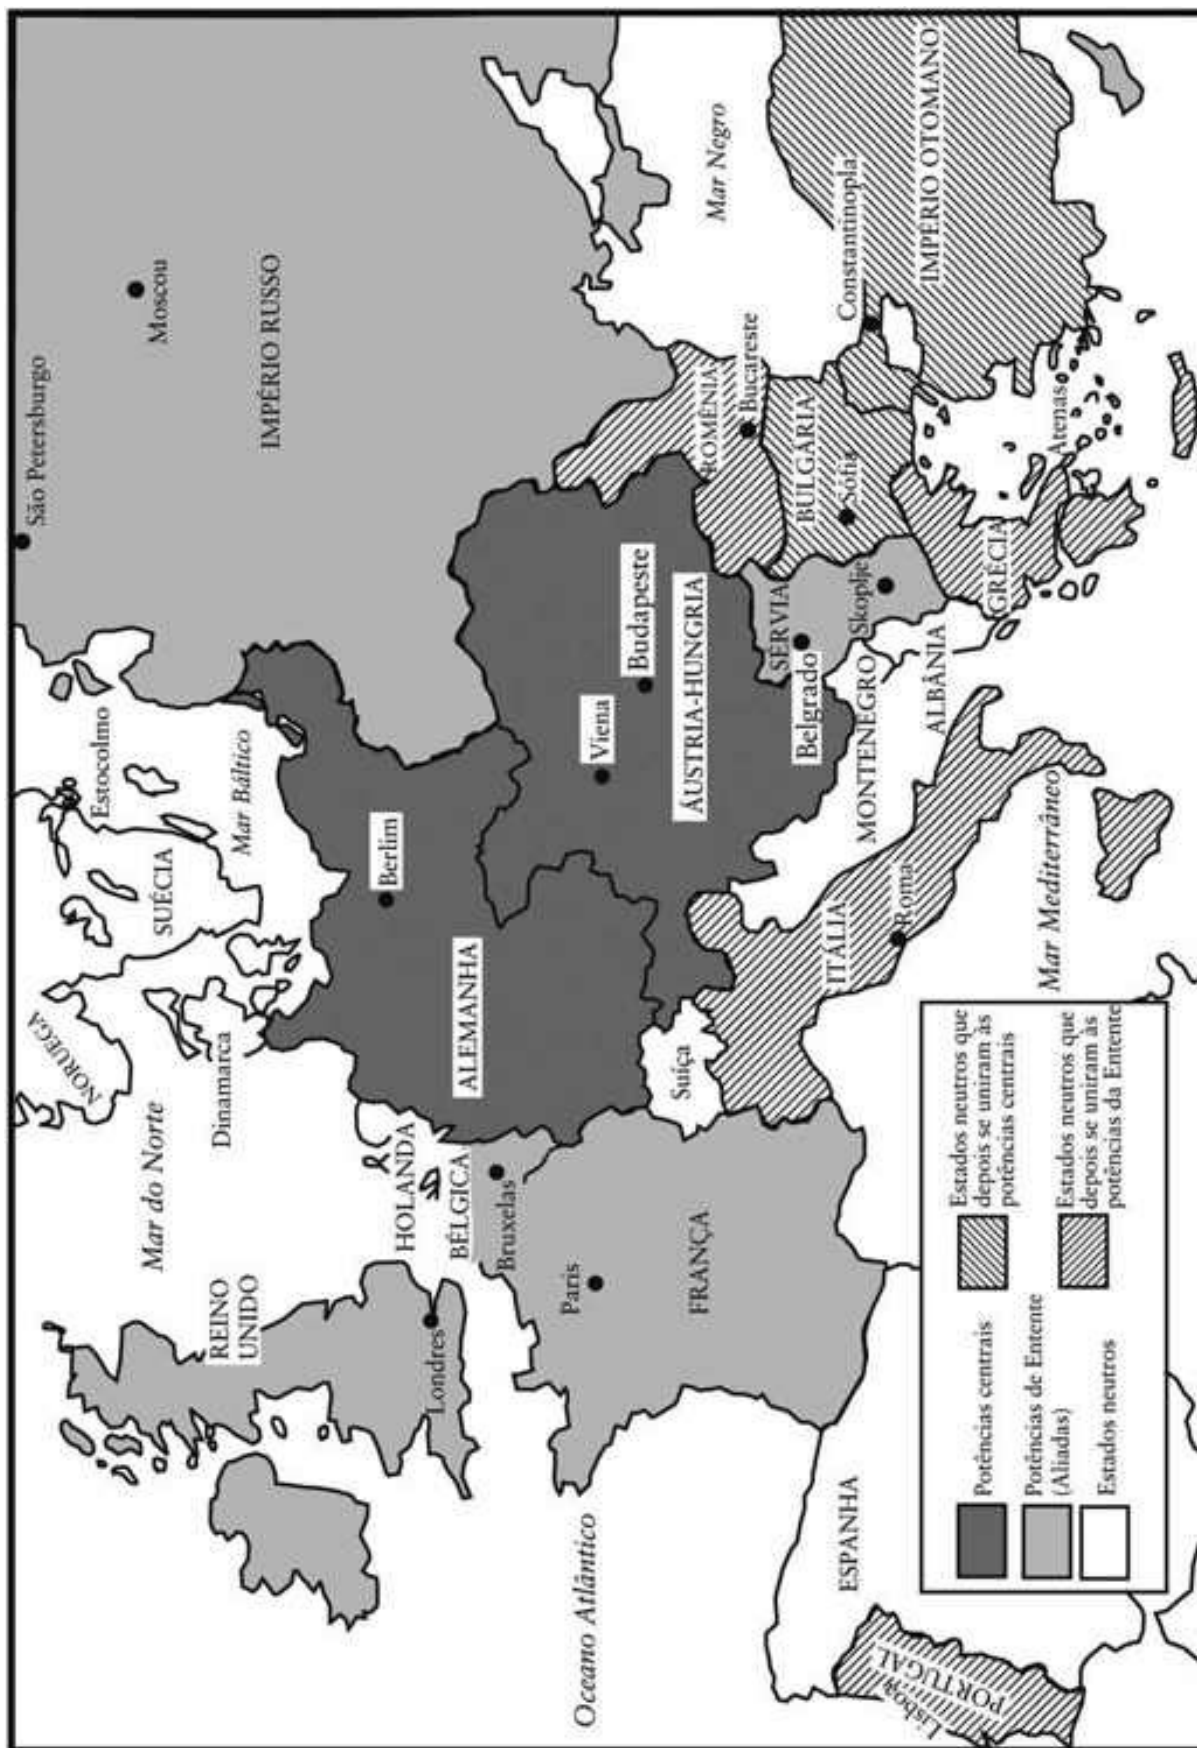 São Petersburgo
Moscou
IMPÉRIO RUSSO
Estocolmo
SUÉCIA
NORUEGA
Mar Báltico
Mar do Norte
Dinamarca
REINO
UNIDO
Londres
HOLANDA
BÉLGICA
Bruxelas
Berlim
ALEMANHA
Paris
FRANÇA
Suíça
Viena
Budapeste
ÁUSTRIA-HUNGRIA
ROMÊNIA
Bucareste
Mar Negro
BULGÁRIA
Sófia
SÉRVIA
Belgrado
Skoplje
MONTENEGRO
ALBÂNIA
GRÉCIA
Atenas
Constantinopla
IMPÉRIO OTOMANO
ITÁLIA
Roma
Mar Mediterrâneo
Oceano Atlântico
ESPANHA
PORTUGAL
Lisboa
Potências centrais
Potências de Entente
(Aliadas)
Estados neutros
Estados neutros que
depois se uniram às
potências centrais
Estados neutros que
depois se uniram às
potências da Entente